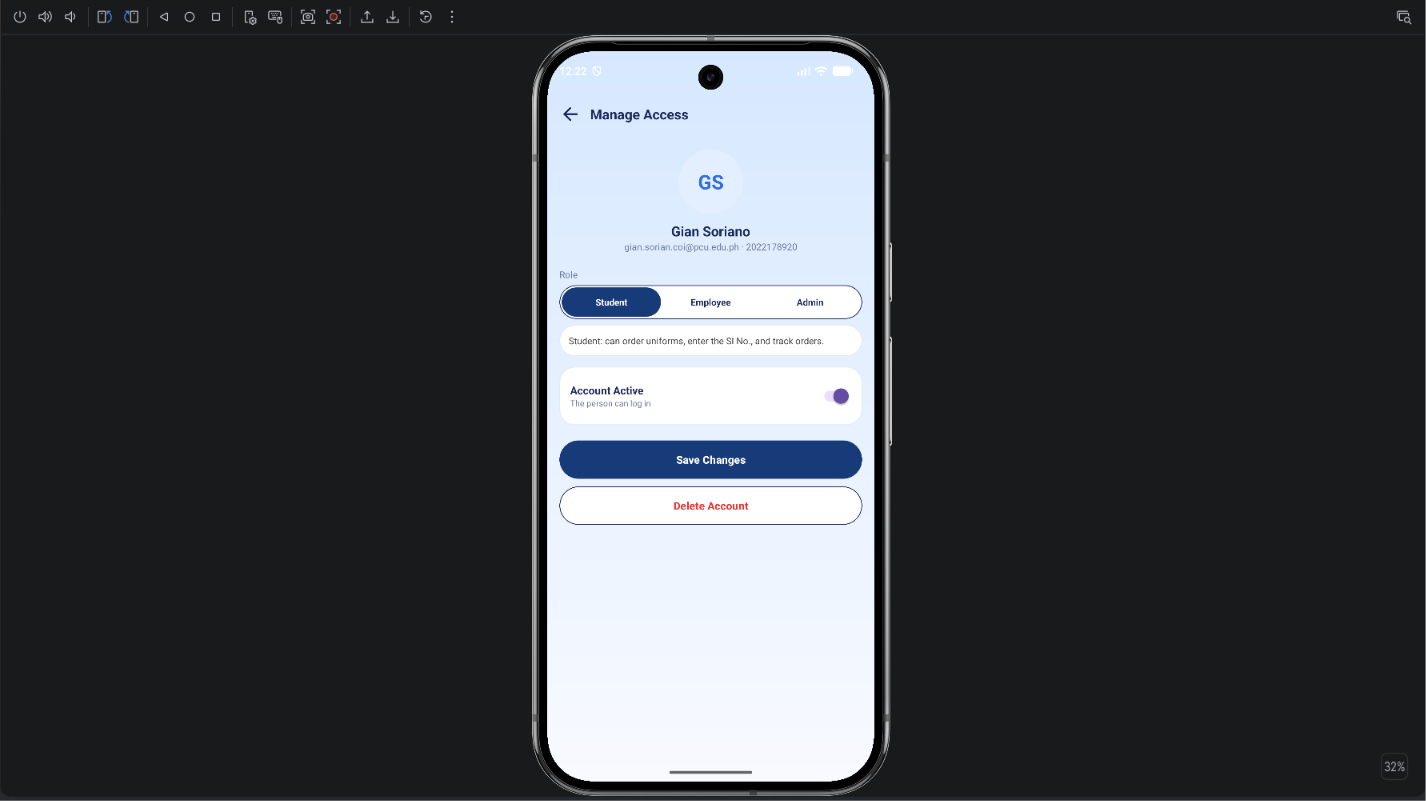 12:22
Manage Access
GS
Gian Soriano
gian.sorian.coi@pcu.edu.ph · 2022178920
Role
Student Employee Admin
Student: can order uniforms, enter the SI No., and track orders.
Account Active
The person can log in
Save Changes
Delete Account
32%